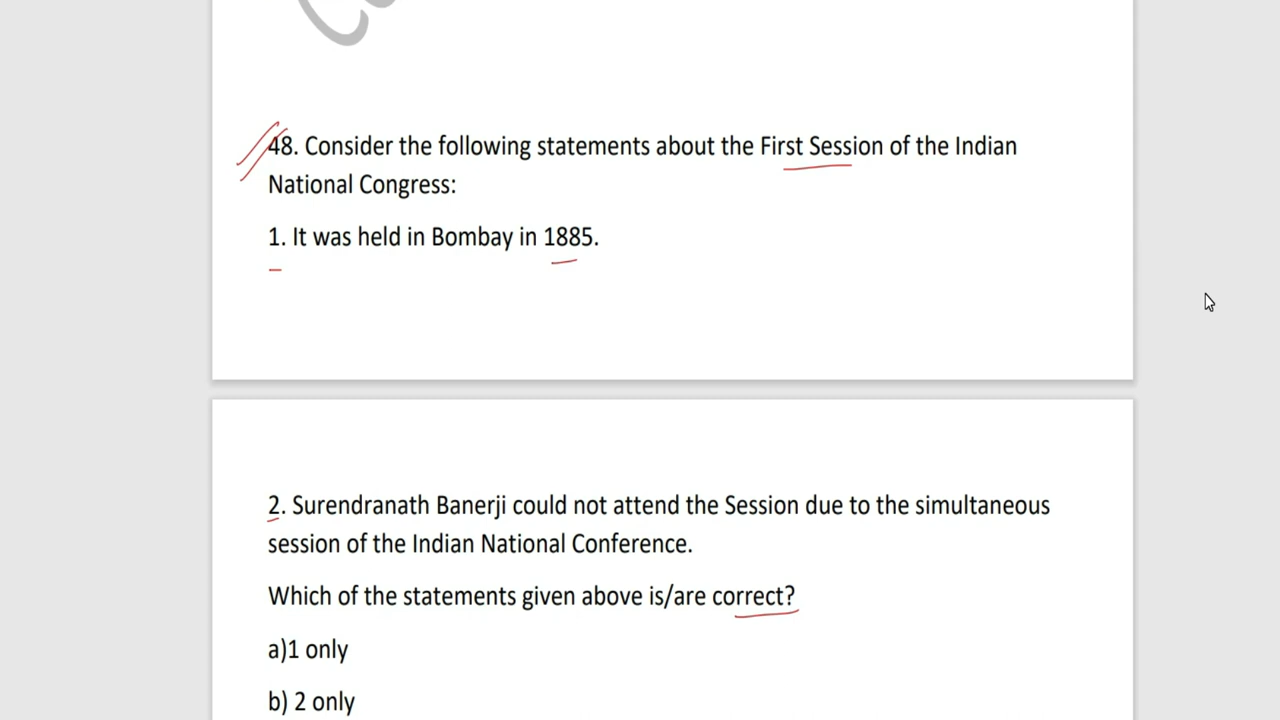 48. Consider the following statements about the First Session of the Indian
National Congress:
1. It was held in Bombay in 1885.
2. Surendranath Banerji could not attend the Session due to the simultaneous
session of the Indian National Conference.
Which of the statements given above is/are correct?
a)1 only
b) 2 only